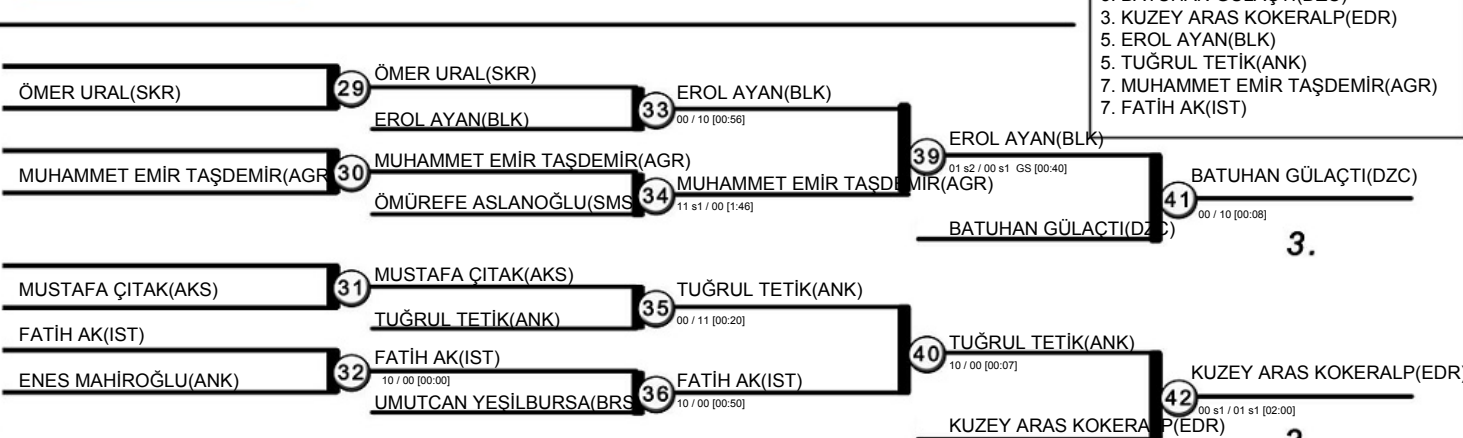 3. KUZEY ARAS KOKERALP(EDR)
5. EROL AYAN(BLK)
5. TUĞRUL TETİK(ANK)
7. MUHAMMET EMİR TAŞDEMİR(AGR)
7. FATİH AK(IST)
ÖMER URAL(SKR)
29
ÖMER URAL(SKR)
EROL AYAN(BLK)
33
EROL AYAN(BLK)
00 / 10 [00:56]
MUHAMMET EMİR TAŞDEMİR(AGR
30
MUHAMMET EMİR TAŞDEMİR(AGR)
ÖMÜREFE ASLANOĞLU(SMS
34
MUHAMMET EMİR TAŞDEMİR(AGR)
11 s1 / 00 [1:46]
39
EROL AYAN(BLK)
01 s2 / 00 s1 GS [00:40]
BATUHAN GÜLAÇTI(DZC)
41
BATUHAN GÜLAÇTI(DZC)
00 / 10 [00:08]
3.
MUSTAFA ÇITAK(AKS)
31
MUSTAFA ÇITAK(AKS)
TUĞRUL TETİK(ANK)
35
TUĞRUL TETİK(ANK)
00 / 11 [00:20]
FATİH AK(IST)
ENES MAHİROĞLU(ANK)
32
FATİH AK(IST)
10 / 00 [00:00]
UMUTCAN YEŞİLBURSA(BRS
36
FATİH AK(IST)
10 / 00 [00:50]
40
TUĞRUL TETİK(ANK)
10 / 00 [00:07]
KUZEY ARAS KOKERALP(EDR)
42
KUZEY ARAS KOKERALP(EDR)
00 s1 / 01 s1 [02:00]